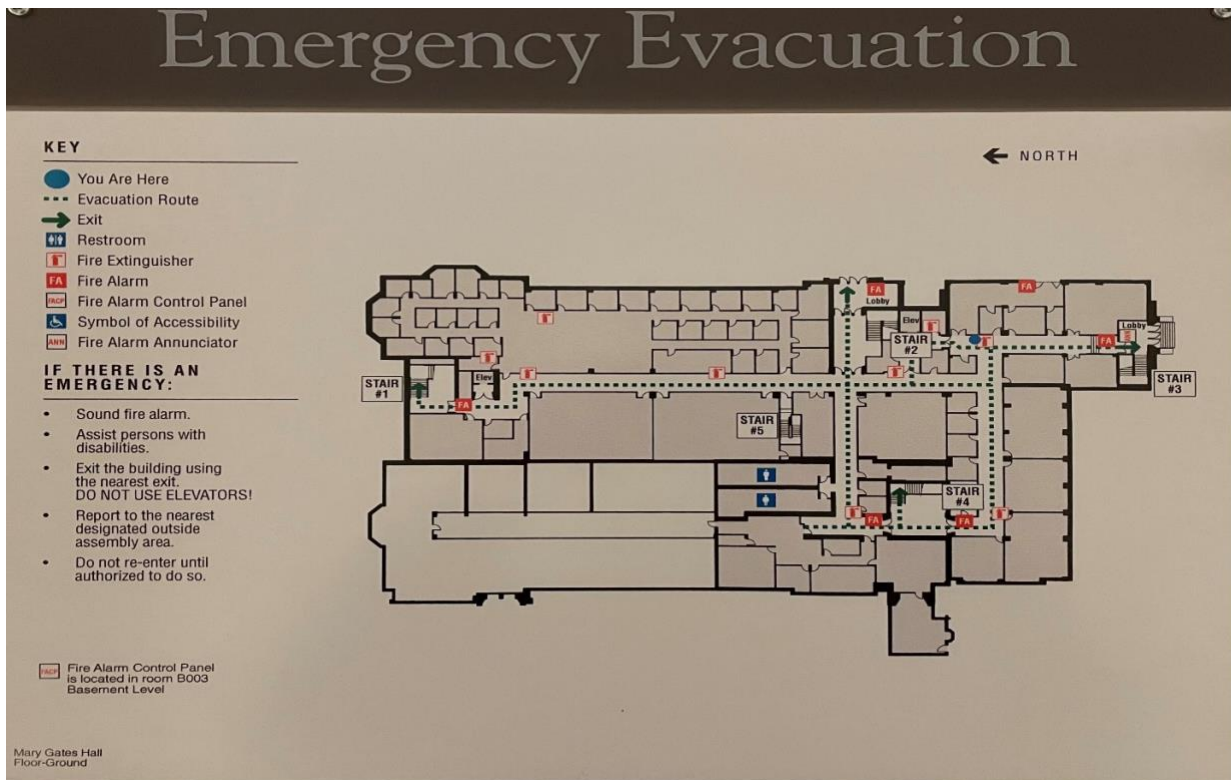 Emergency Evacuation
KEY
You Are Here
Evacuation Route
Exit
Restroom
Fire Extinguisher
FA Fire Alarm
FACP Fire Alarm Control Panel
Symbol of Accessibility
ANN Fire Alarm Annunciator
IF THERE IS AN
EMERGENCY:
• Sound fire alarm.
• Assist persons with
disabilities.
• Exit the building using
the nearest exit.
DO NOT USE ELEVATORS!
• Report to the nearest
designated outside
assembly area.
• Do not re-enter until
authorized to do so.
FACP Fire Alarm Control Panel
is located in room B003
Basement Level
Mary Gates Hall
Floor-Ground
NORTH
FA
Lobby
FA
Elev
STAIR
#2
Lobby
FA
STAIR
#1
Elev
FA
STAIR
#3
STAIR
#5
STAIR
#4
FA
FA